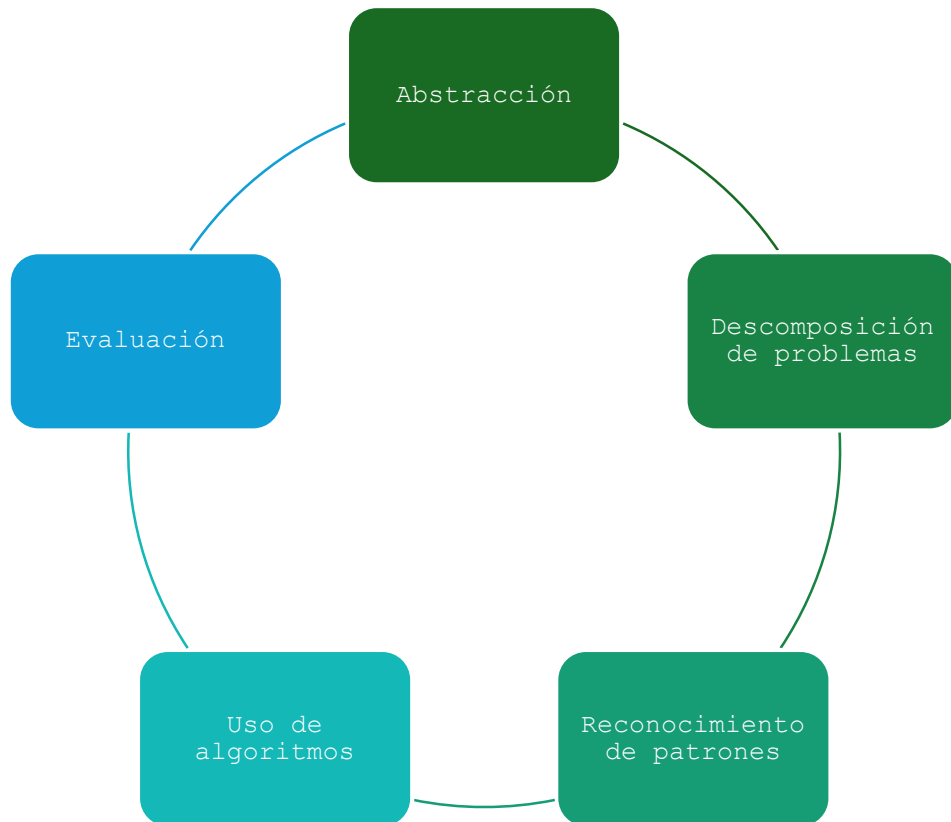 Abstracción
Descomposición
de problemas
Reconocimiento
de patrones
Uso de
algoritmos
Evaluación